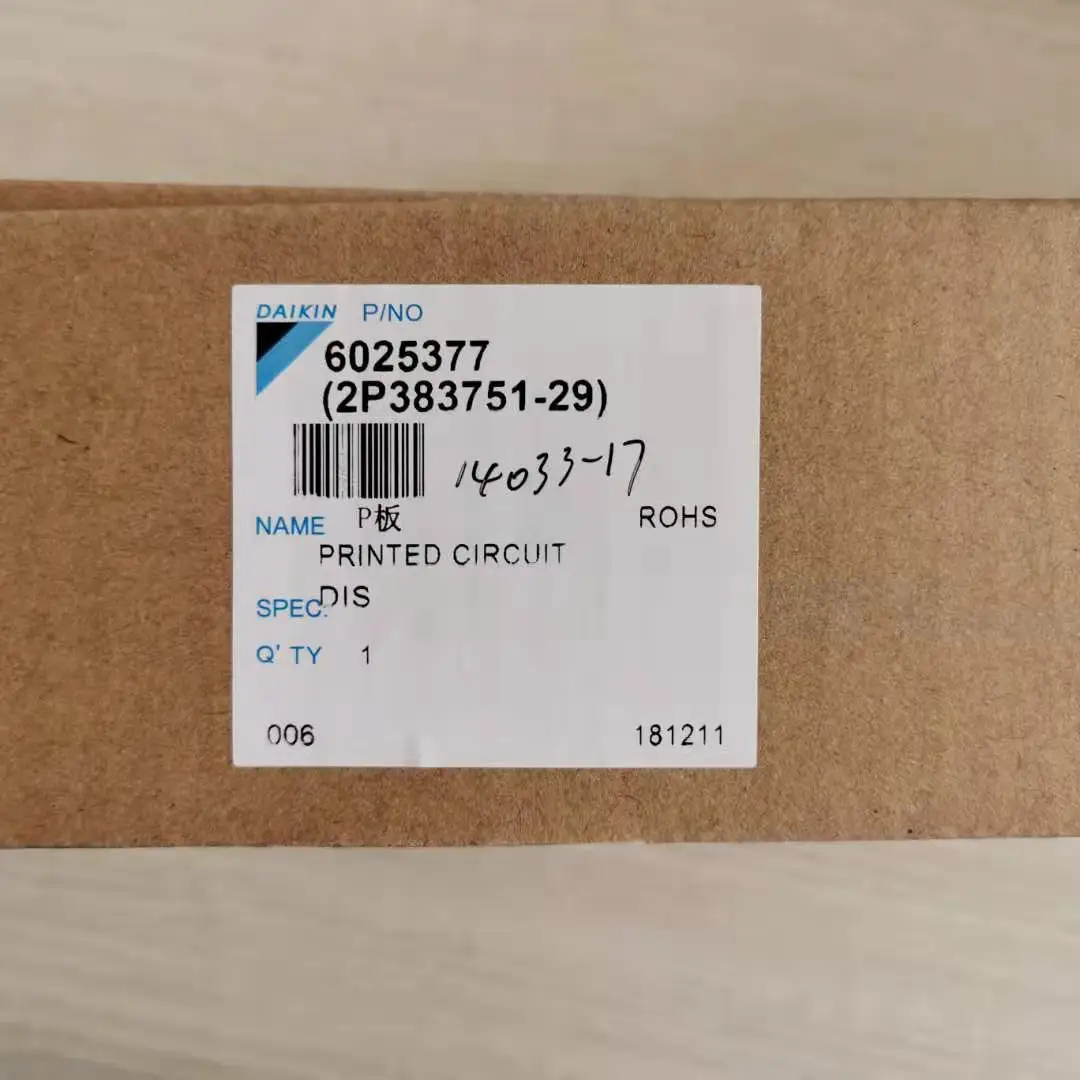 DAIKIN P/NO
6025377
(2P383751-29)
14033-17
NAME P板 ROHS
PRINTED CIRCUIT
SPEC: DIS
Q' TY 1
006 181211